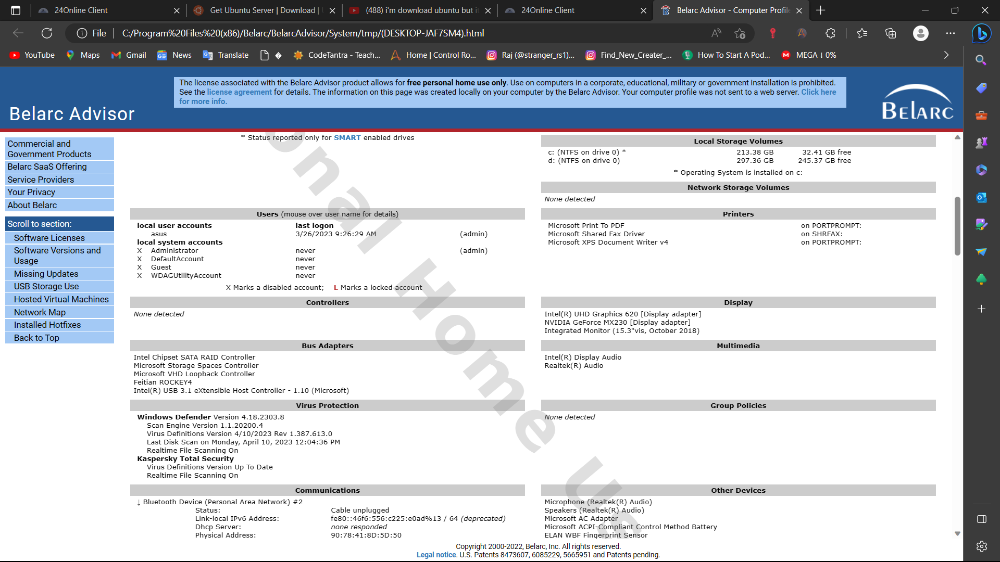 24Online Client
Get Ubuntu Server | Download |
(488) i'm download ubuntu but i
24Online Client
Belarc Advisor - Computer Profile
File
C:/Program%20Files%20(x86)/Belarc/BelarcAdvisor/System/tmp/(DESKTOP-JAF7SM4).html
YouTube
Maps
Gmail
News
Translate
CodeTantra - Teach...
Home | Control Ro...
Raj (@stranger_rs1)...
Find_New_Creater_...
How To Start A Pod...
MEGA ↓ 0%
The license associated with the Belarc Advisor product allows for free personal home use only. Use on computers in a corporate, educational, military or government installation is prohibited.
See the license agreement for details. The information on this page was created locally on your computer by the Belarc Advisor. Your computer profile was not sent to a web server. Click here
for more info.
Belarc Advisor
BELARC
Commercial and
Government Products
Belarc SaaS Offering
Service Providers
Your Privacy
About Belarc
Scroll to section:
Software Licenses
Software Versions and
Usage
Missing Updates
USB Storage Use
Hosted Virtual Machines
Network Map
Installed Hotfixes
Back to Top
* Status reported only for SMART enabled drives
Local Storage Volumes
c: (NTFS on drive 0) * 213.38 GB 32.41 GB free
d: (NTFS on drive 0) 297.36 GB 245.37 GB free
* Operating System is installed on c:
Network Storage Volumes
None detected
Users (mouse over user name for details)
local user accounts last logon
asus 3/26/2023 9:26:29 AM (admin)
local system accounts
X Administrator never (admin)
X DefaultAccount never
X Guest never
X WDAGUtilityAccount never
X Marks a disabled account; L Marks a locked account
Printers
Microsoft Print To PDF on PORTPROMPT:
Microsoft Shared Fax Driver on SHRFAX:
Microsoft XPS Document Writer v4 on PORTPROMPT:
Controllers
None detected
Display
Intel(R) UHD Graphics 620 [Display adapter]
NVIDIA GeForce MX230 [Display adapter]
Integrated Monitor (15.3"vis, October 2018)
Bus Adapters
Intel Chipset SATA RAID Controller
Microsoft Storage Spaces Controller
Microsoft VHD Loopback Controller
Feitian ROCKEY4
Intel(R) USB 3.1 eXtensible Host Controller - 1.10 (Microsoft)
Multimedia
Intel(R) Display Audio
Realtek(R) Audio
Virus Protection
Windows Defender Version 4.18.2303.8
Scan Engine Version 1.1.20200.4
Virus Definitions Version 4/10/2023 Rev 1.387.613.0
Last Disk Scan on Monday, April 10, 2023 12:04:36 PM
Realtime File Scanning On
Kaspersky Total Security
Virus Definitions Version Up To Date
Realtime File Scanning On
Group Policies
None detected
Communications
↓ Bluetooth Device (Personal Area Network) #2
Status: Cable unplugged
Link-local IPv6 Address: fe80::46f6:556:c225:e0ad%13 / 64 (deprecated)
Dhcp Server: none responded
Physical Address: 90:78:41:8D:5D:50
Other Devices
Microphone (Realtek(R) Audio)
Speakers (Realtek(R) Audio)
Microsoft AC Adapter
Microsoft ACPI-Compliant Control Method Battery
ELAN WBF Fingerprint Sensor
onal Home Us
Copyright 2000-2022, Belarc, Inc. All rights reserved.
Legal notice. U.S. Patents 8473607, 6085229, 5665951 and Patents pending.